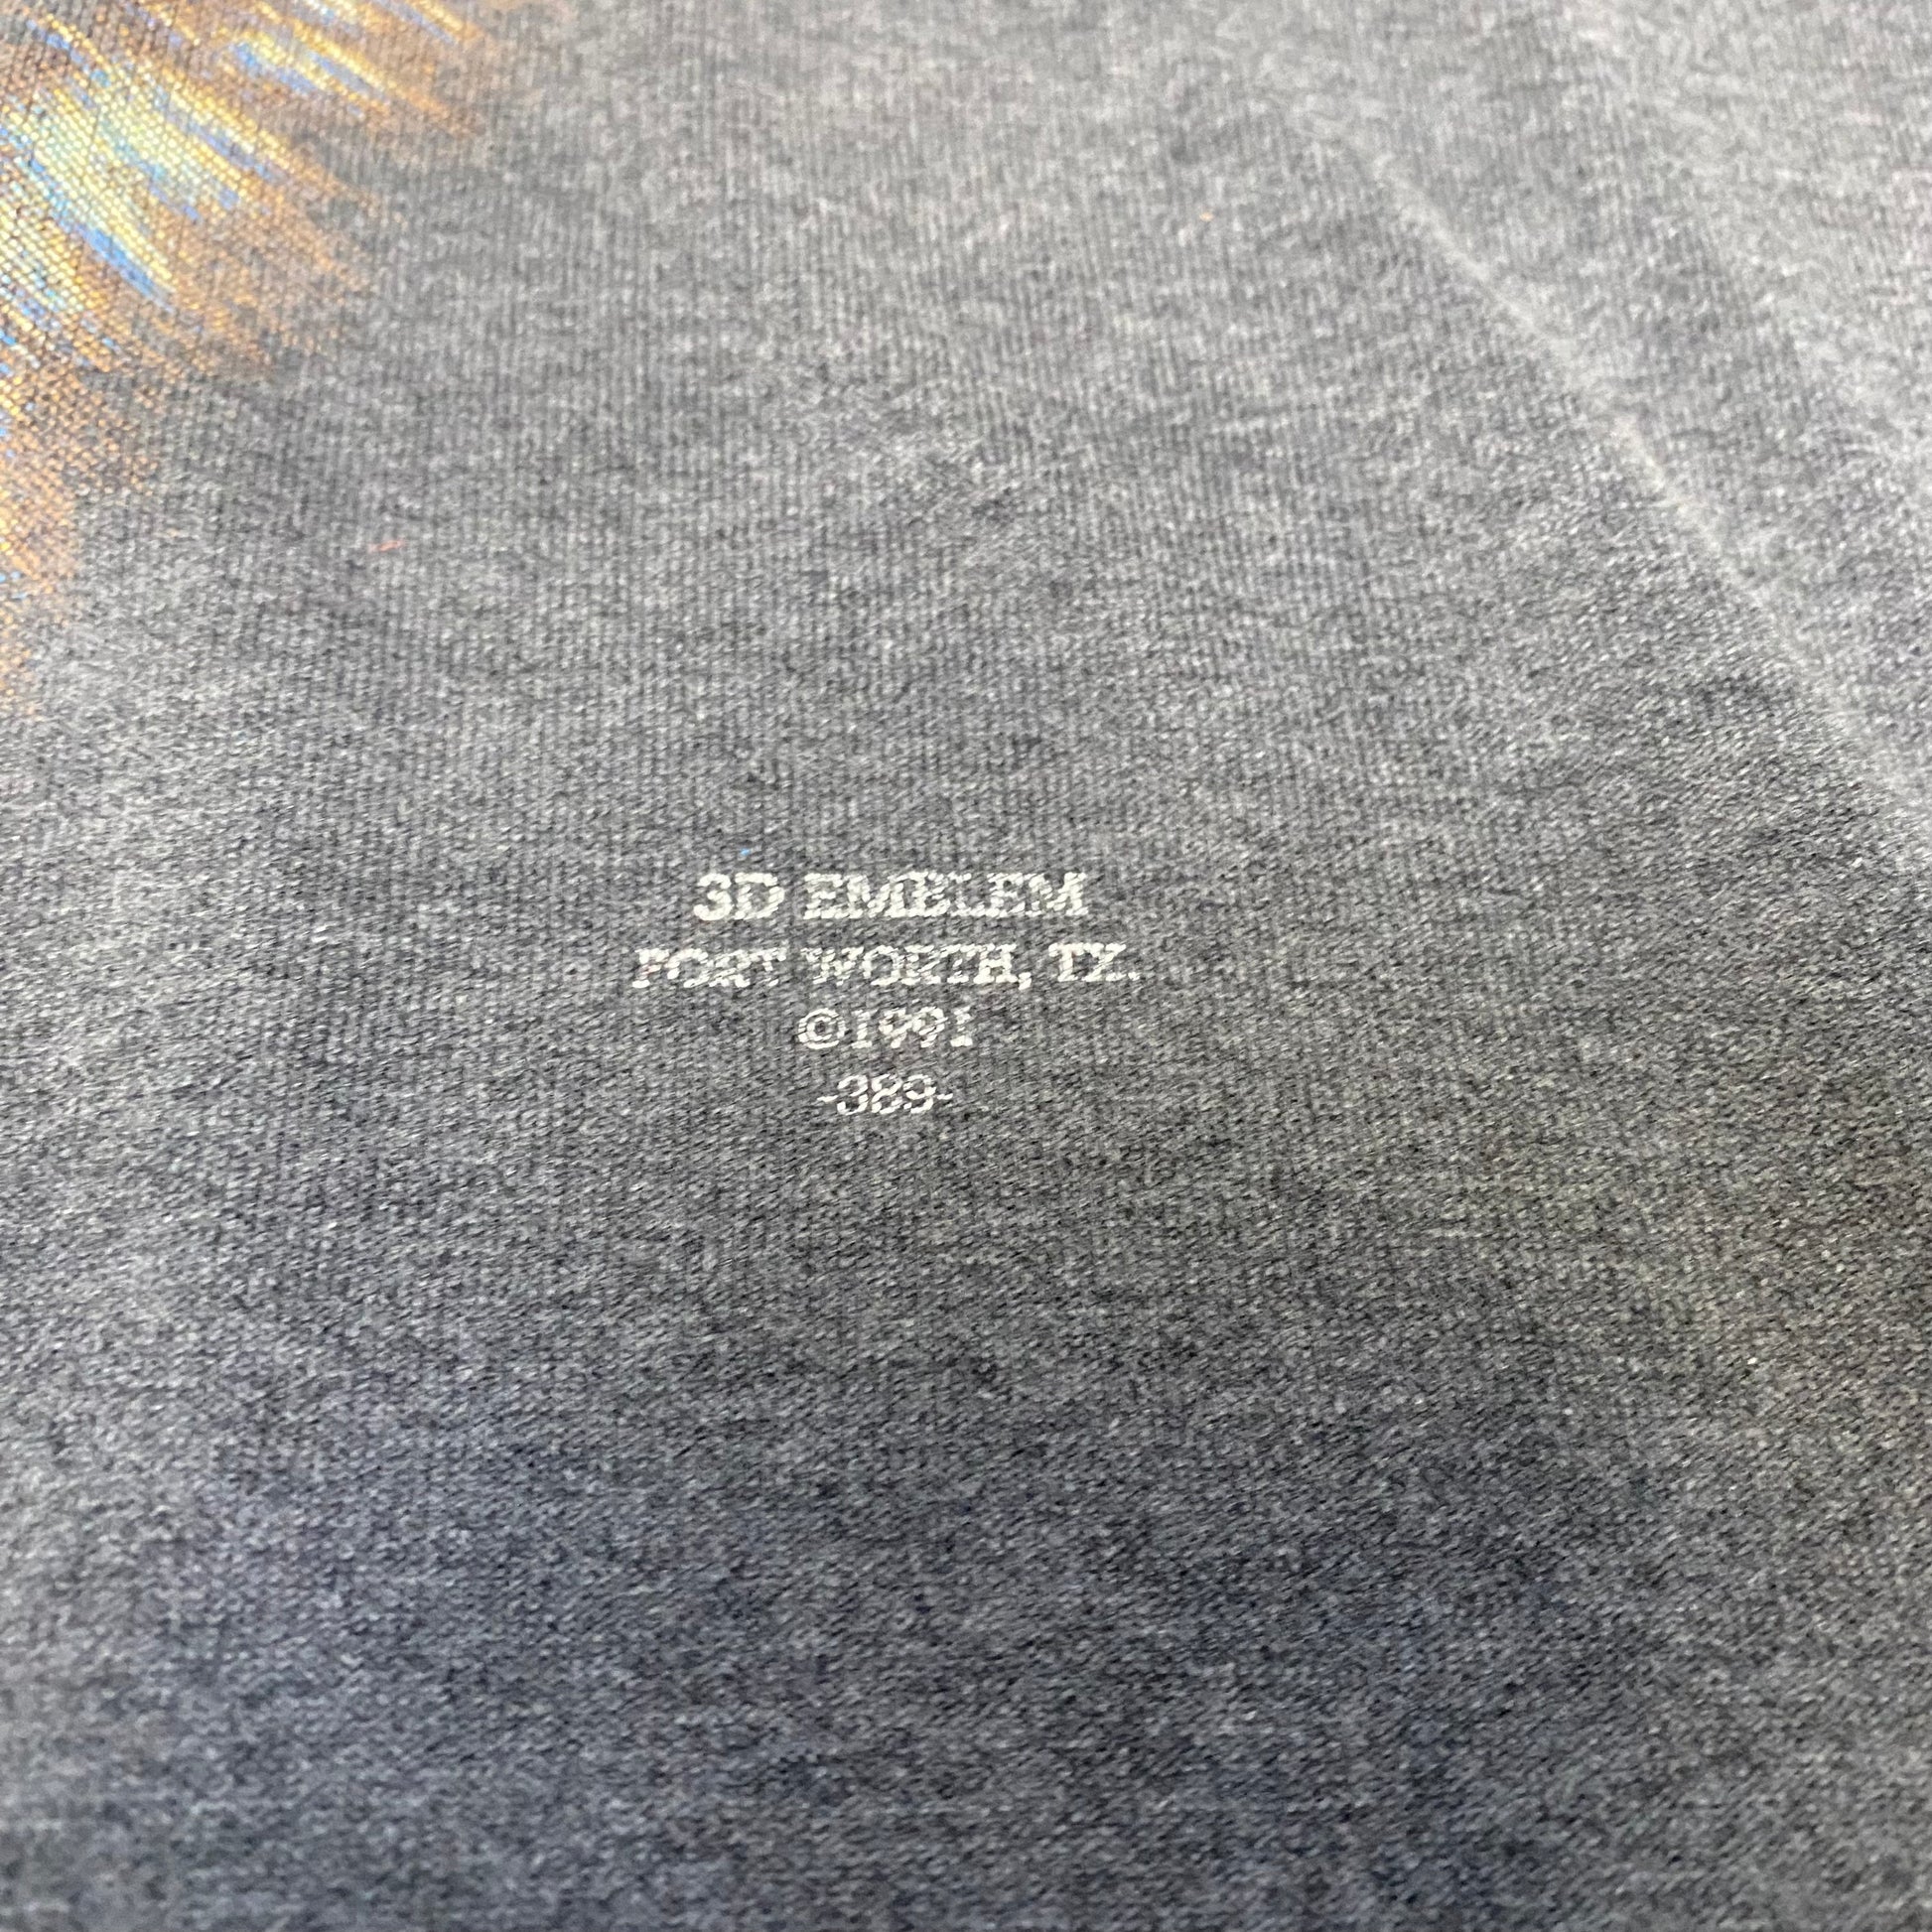 3D EMBLEM
FORT WORTH, TX.
©1991
-389-